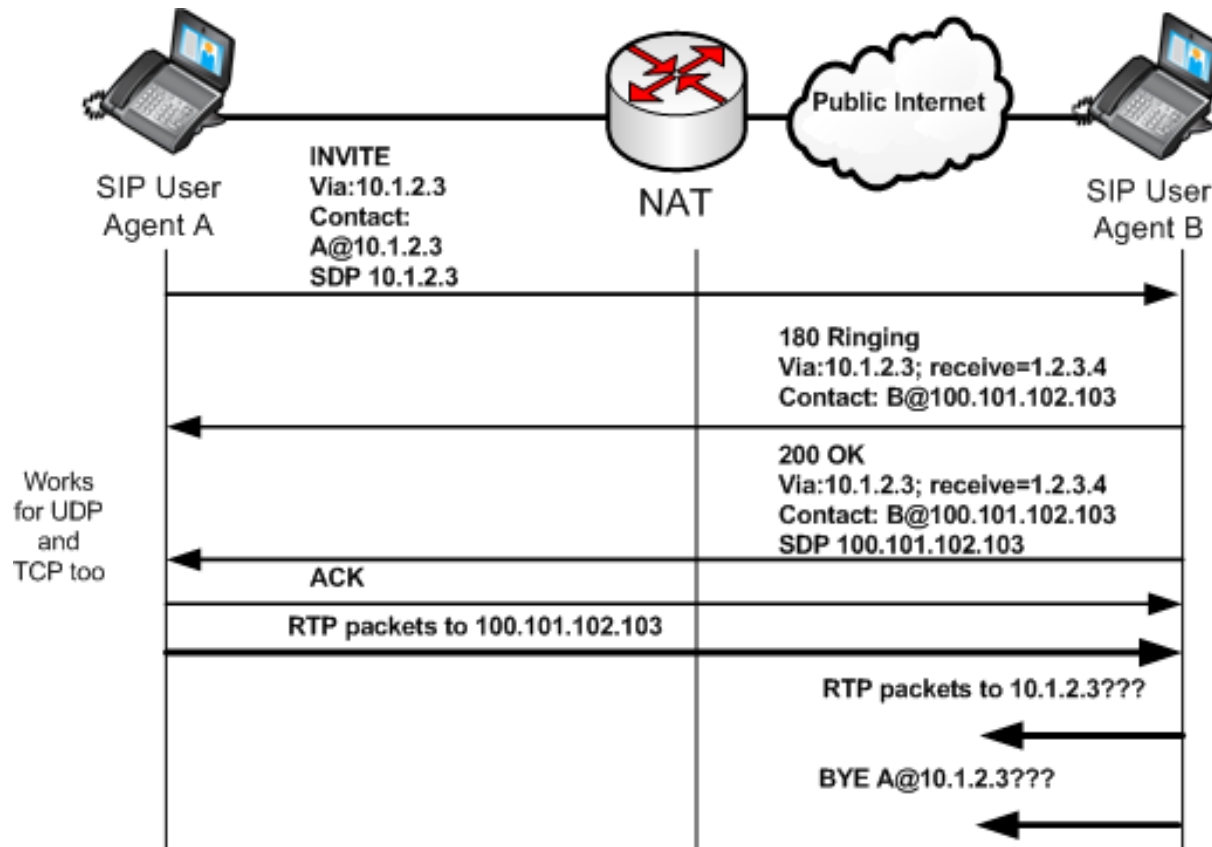 Public Internet
SIP User
Agent A
NAT
SIP User
Agent B
INVITE
Via:10.1.2.3
Contact:
A@10.1.2.3
SDP 10.1.2.3
180 Ringing
Via:10.1.2.3; receive=1.2.3.4
Contact: B@100.101.102.103
200 OK
Via:10.1.2.3; receive=1.2.3.4
Contact: B@100.101.102.103
SDP 100.101.102.103
Works
for UDP
and
TCP too
ACK
RTP packets to 100.101.102.103
RTP packets to 10.1.2.3???
BYE A@10.1.2.3???